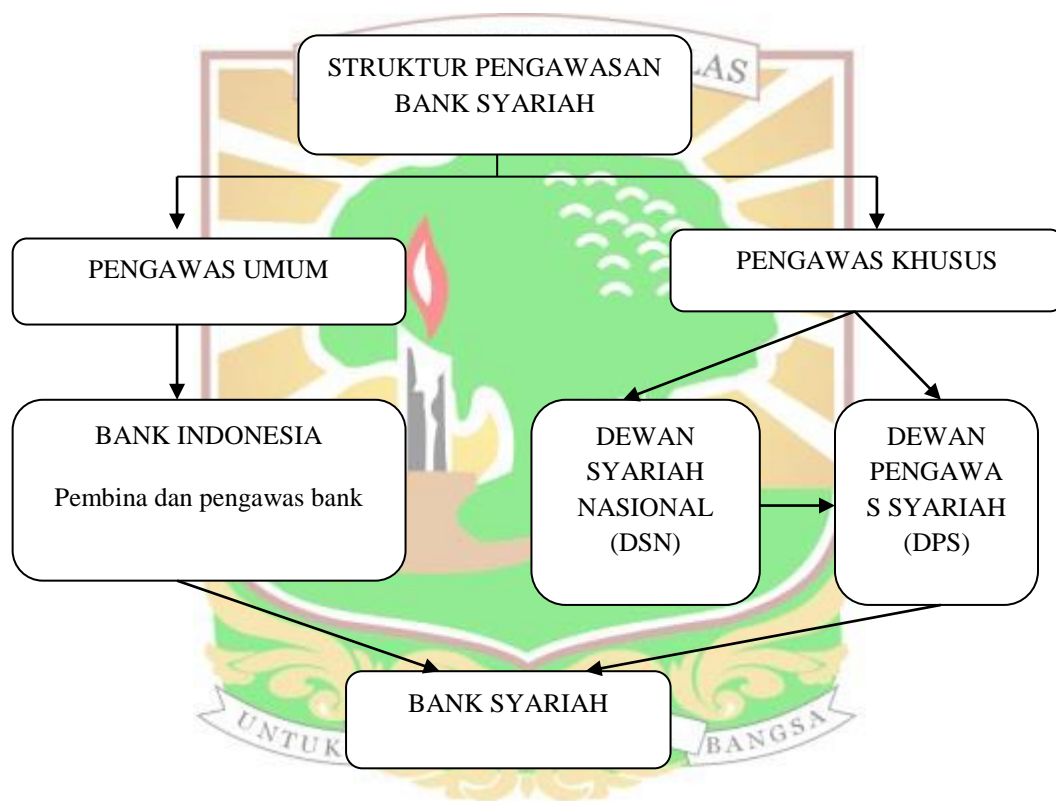 STRUKTUR PENGAWASAN
BANK SYARIAH
PENGAWAS UMUM
PENGAWAS KHUSUS
BANK INDONESIA
Pembina dan pengawas bank
DEWAN
SYARIAH
NASIONAL
(DSN)
DEWAN
PENGAWA
S SYARIAH
(DPS)
BANK SYARIAH
UNTUK
BANGSA